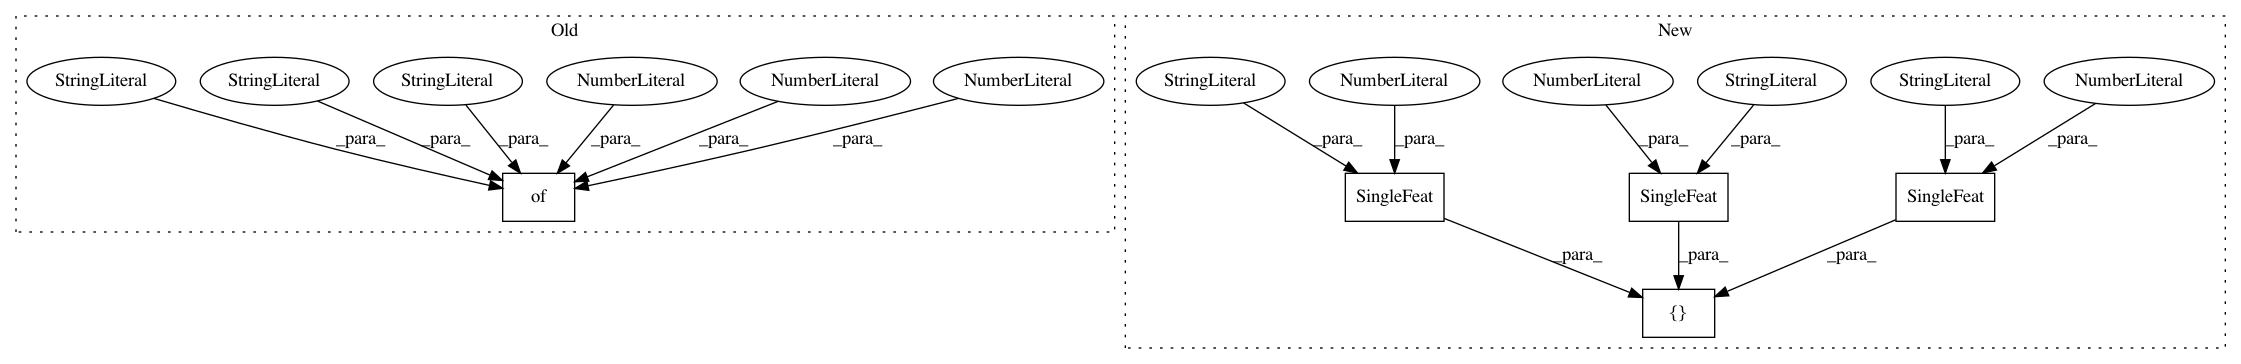 Old
New
StringLiteral StringLiteral StringLiteral NumberLiteral NumberLiteral NumberLiteral StringLiteral NumberLiteral NumberLiteral StringLiteral StringLiteral NumberLiteral
_para_ _para_ _para_ _para_ _para_ _para_ _para_ _para_ _para_ _para_ _para_ _para_
of SingleFeat SingleFeat SingleFeat
_para_ _para_ _para_
{}